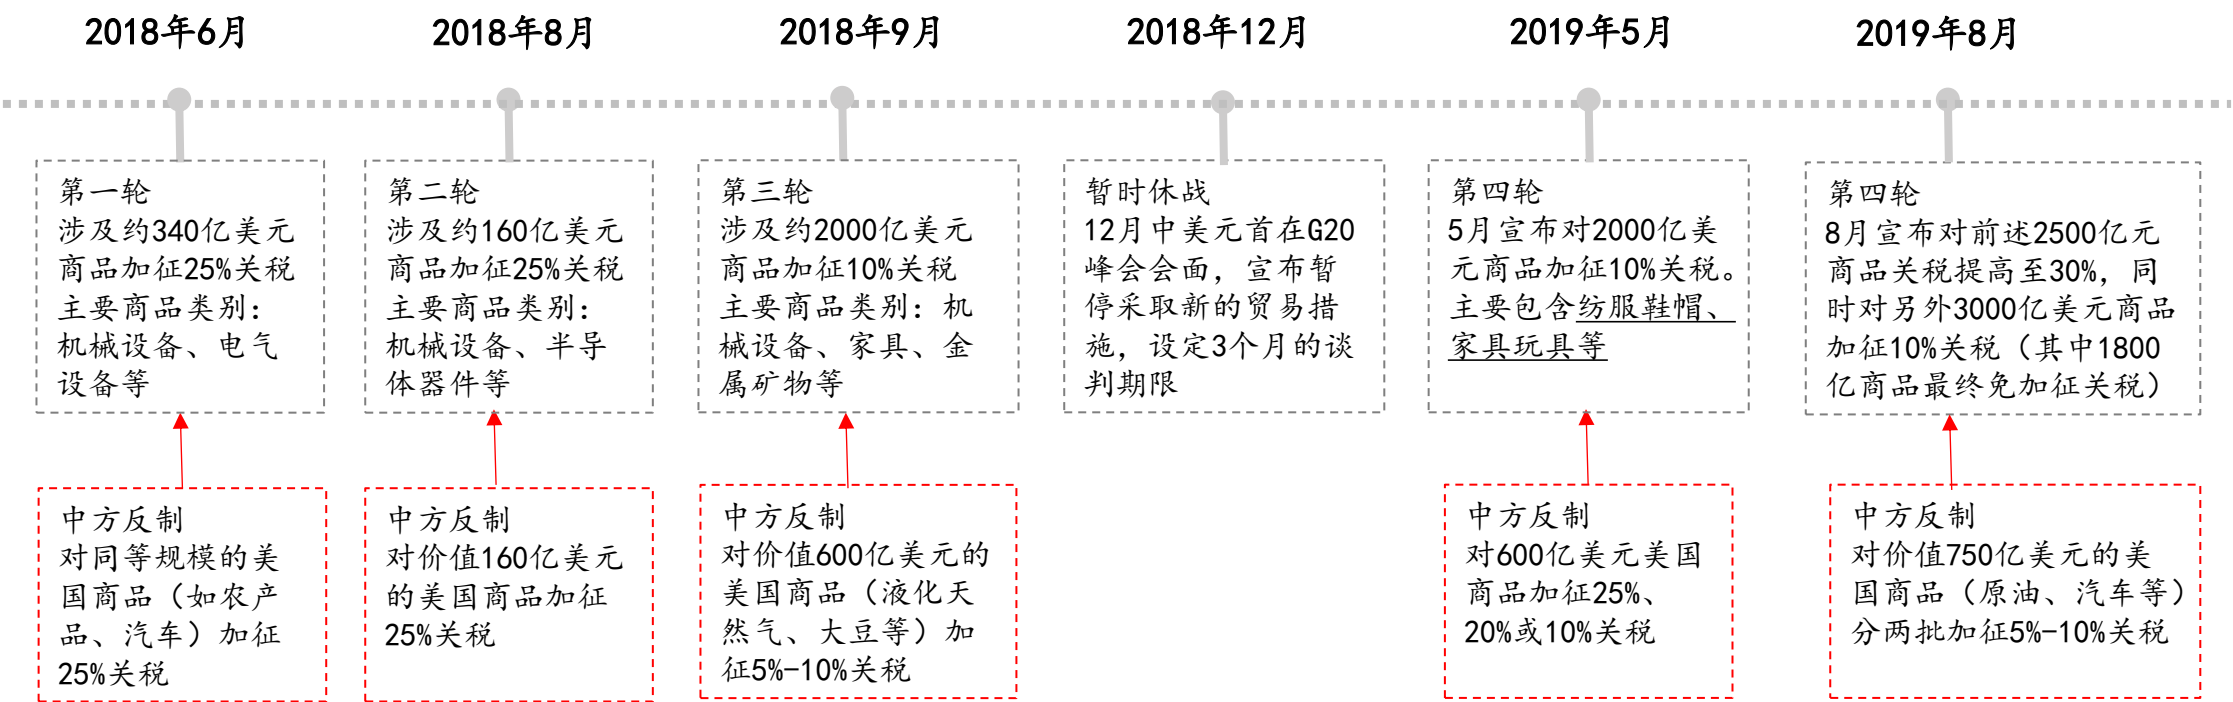 2018年6月
2018年8月
2018年9月
2018年12月
2019年5月
2019年8月
第一轮
涉及约340亿美元
商品加征25%关税
主要商品类别：
机械设备、电气
设备等
第二轮
涉及约160亿美元
商品加征25%关税
主要商品类别：
机械设备、半导
体器件等
第三轮
涉及约2000亿美元
商品加征10%关税
主要商品类别：机
械设备、家具、金
属矿物等
暂时休战
12月中美元首在G20
峰会会面，宣布暂
停采取新的贸易措
施，设定3个月的谈
判期限
第四轮
5月宣布对2000亿美
元商品加征10%关税。
主要包含纺服鞋帽、
家具玩具等
第四轮
8月宣布对前述2500亿元
商品关税提高至30%，同
时对另外3000亿美元商品
加征10%关税（其中1800
亿商品最终免加征关税）
中方反制
对同等规模的美
国商品（如农产
品、汽车）加征
25%关税
中方反制
对价值160亿美元
的美国商品加征
25%关税
中方反制
对价值600亿美元的
美国商品（液化天
然气、大豆等）加
征5%-10%关税
中方反制
对600亿美元美国
商品加征25%、
20%或10%关税
中方反制
对价值750亿美元的美
国商品（原油、汽车等）
分两批加征5%-10%关税